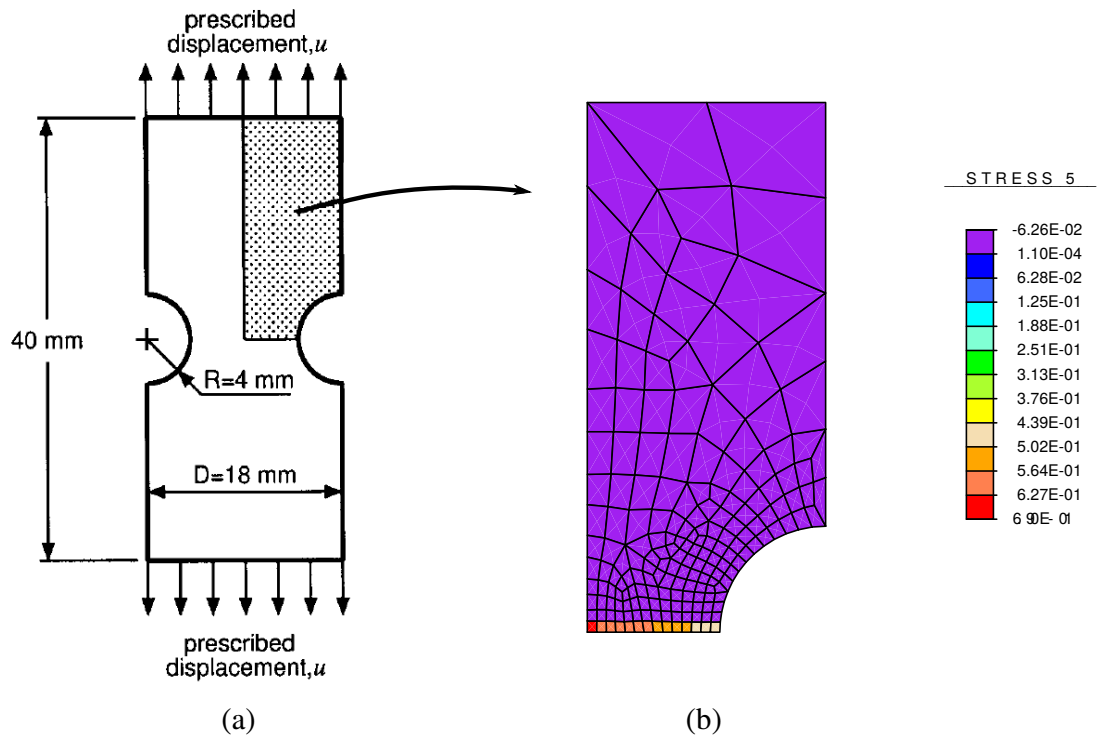 prescribed
displacement,u
40 mm
R=4 mm
D=18 mm
prescribed
displacement,u
(a)
STRESS 5
-6.26E-02
1.10E-04
6.28E-02
1.25E-01
1.88E-01
2.51E-01
3.13E-01
3.76E-01
4.39E-01
5.02E-01
5.64E-01
6.27E-01
(b)